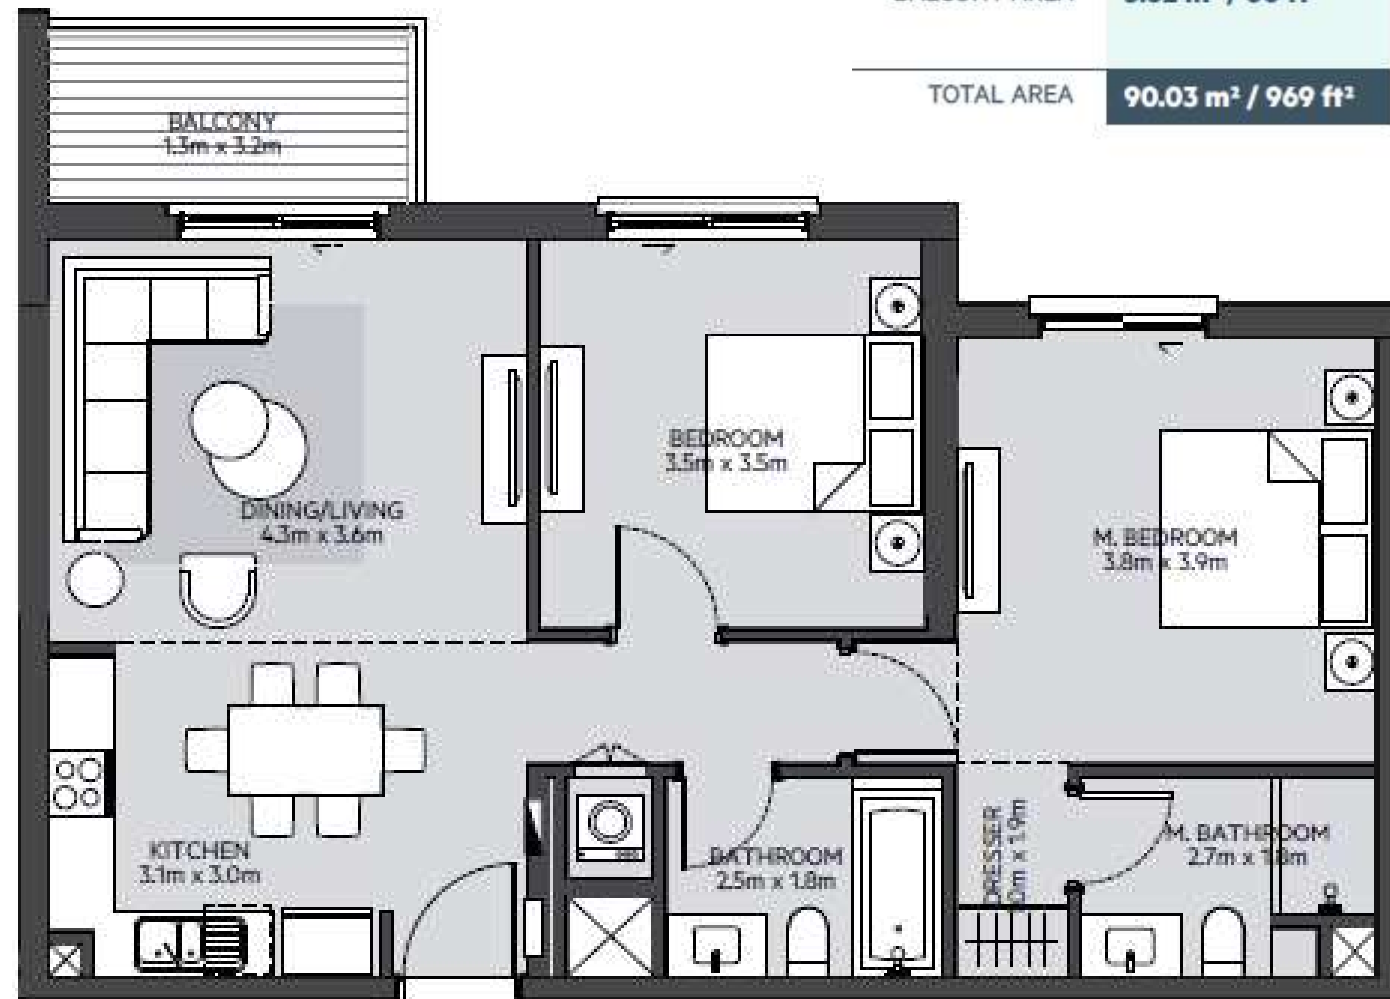 TOTAL AREA
90.03 m² / 969 ft²
BALCONY
1.3m x 3.2m
BEDROOM
3.5m x 3.5m
DINING/LIVING
4.3m x 3.6m
M. BEDROOM
3.8m x 3.9m
KITCHEN
3.1m x 3.0m
BATHROOM
2.5m x 1.8m
DRESSER
x 1.9m
M. BATHROOM
2.7m x 1.8m